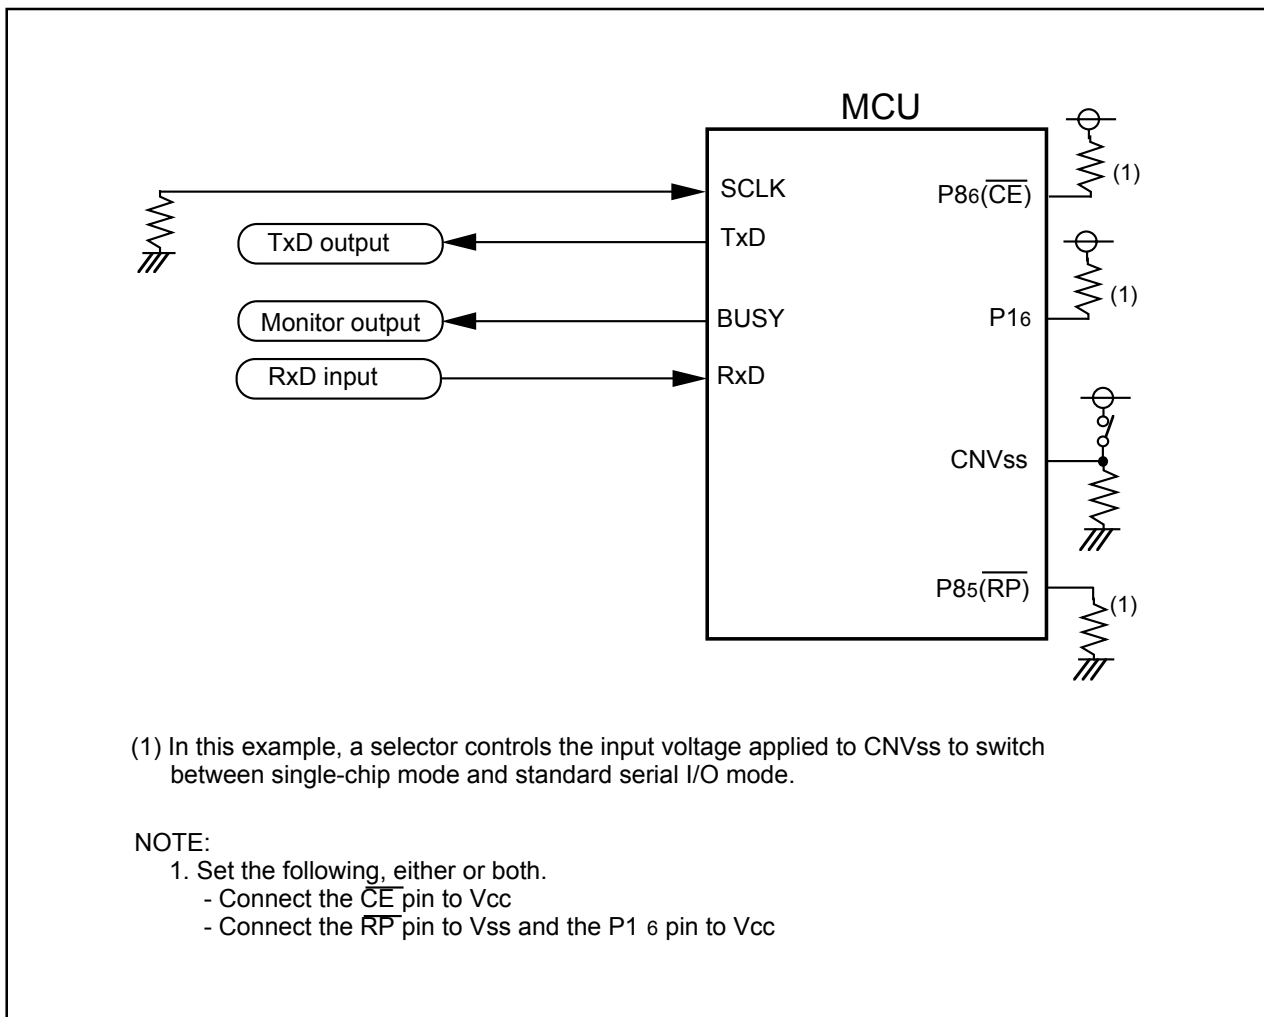 MCU
SCLK
TxD
BUSY
RxD
TxD output
Monitor output
RxD input
P86(CE)
(1)
P16
(1)
CNVss
P85(RP)
(1)
(1) In this example, a selector controls the input voltage applied to CNVss to switch
between single-chip mode and standard serial I/O mode.
NOTE:
1. Set the following, either or both.
- Connect the CE pin to Vcc
- Connect the RP pin to Vss and the P1 6 pin to Vcc